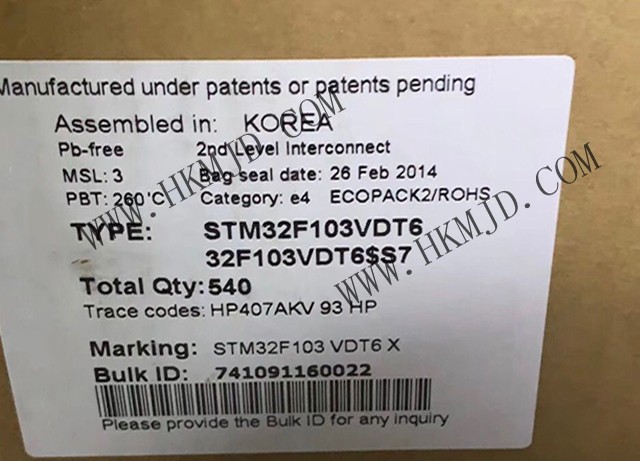 Manufactured under patents or patents pending
Assembled in: KOREA
Pb-free 2nd Level Interconnect
MSL: 3 Bag seal date: 26 Feb 2014
PBT: 260'C Category: e4 ECOPACK2/ROHS
TYPE: STM32F103VDT6
32F103VDT6$S7
Total Qty: 540
Trace codes: HP407AKV 93 HP
Marking: STM32F103 VDT6 X
Bulk ID: 741091160022
Please provide the Bulk ID for any inquiry
WWW.HKMJD.COM
WWW.HKMJD.COM